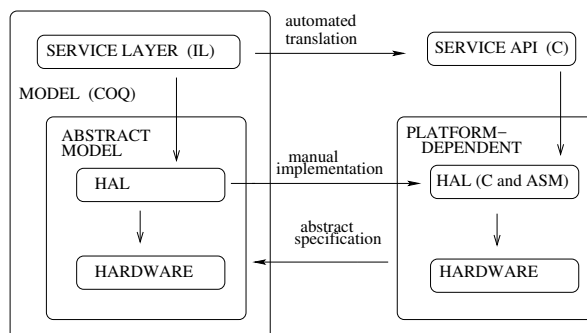 automated
translation
SERVICE LAYER (IL)
SERVICE API (C)
MODEL (COQ)
ABSTRACT
MODEL
PLATFORM−
DEPENDENT
manual
implementation
HAL
HAL (C and ASM)
abstract
specification
HARDWARE
HARDWARE